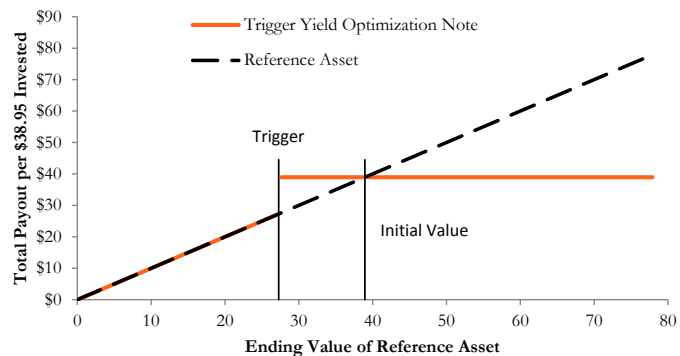 $90
$80
$70
$60
$50
$40
$30
$20
$10
$0
Total Payout per $38.95 Invested
Trigger Yield Optimization Note
Reference Asset
Trigger
Initial Value
0 10 20 30 40 50 60 70 80
Ending Value of Reference Asset